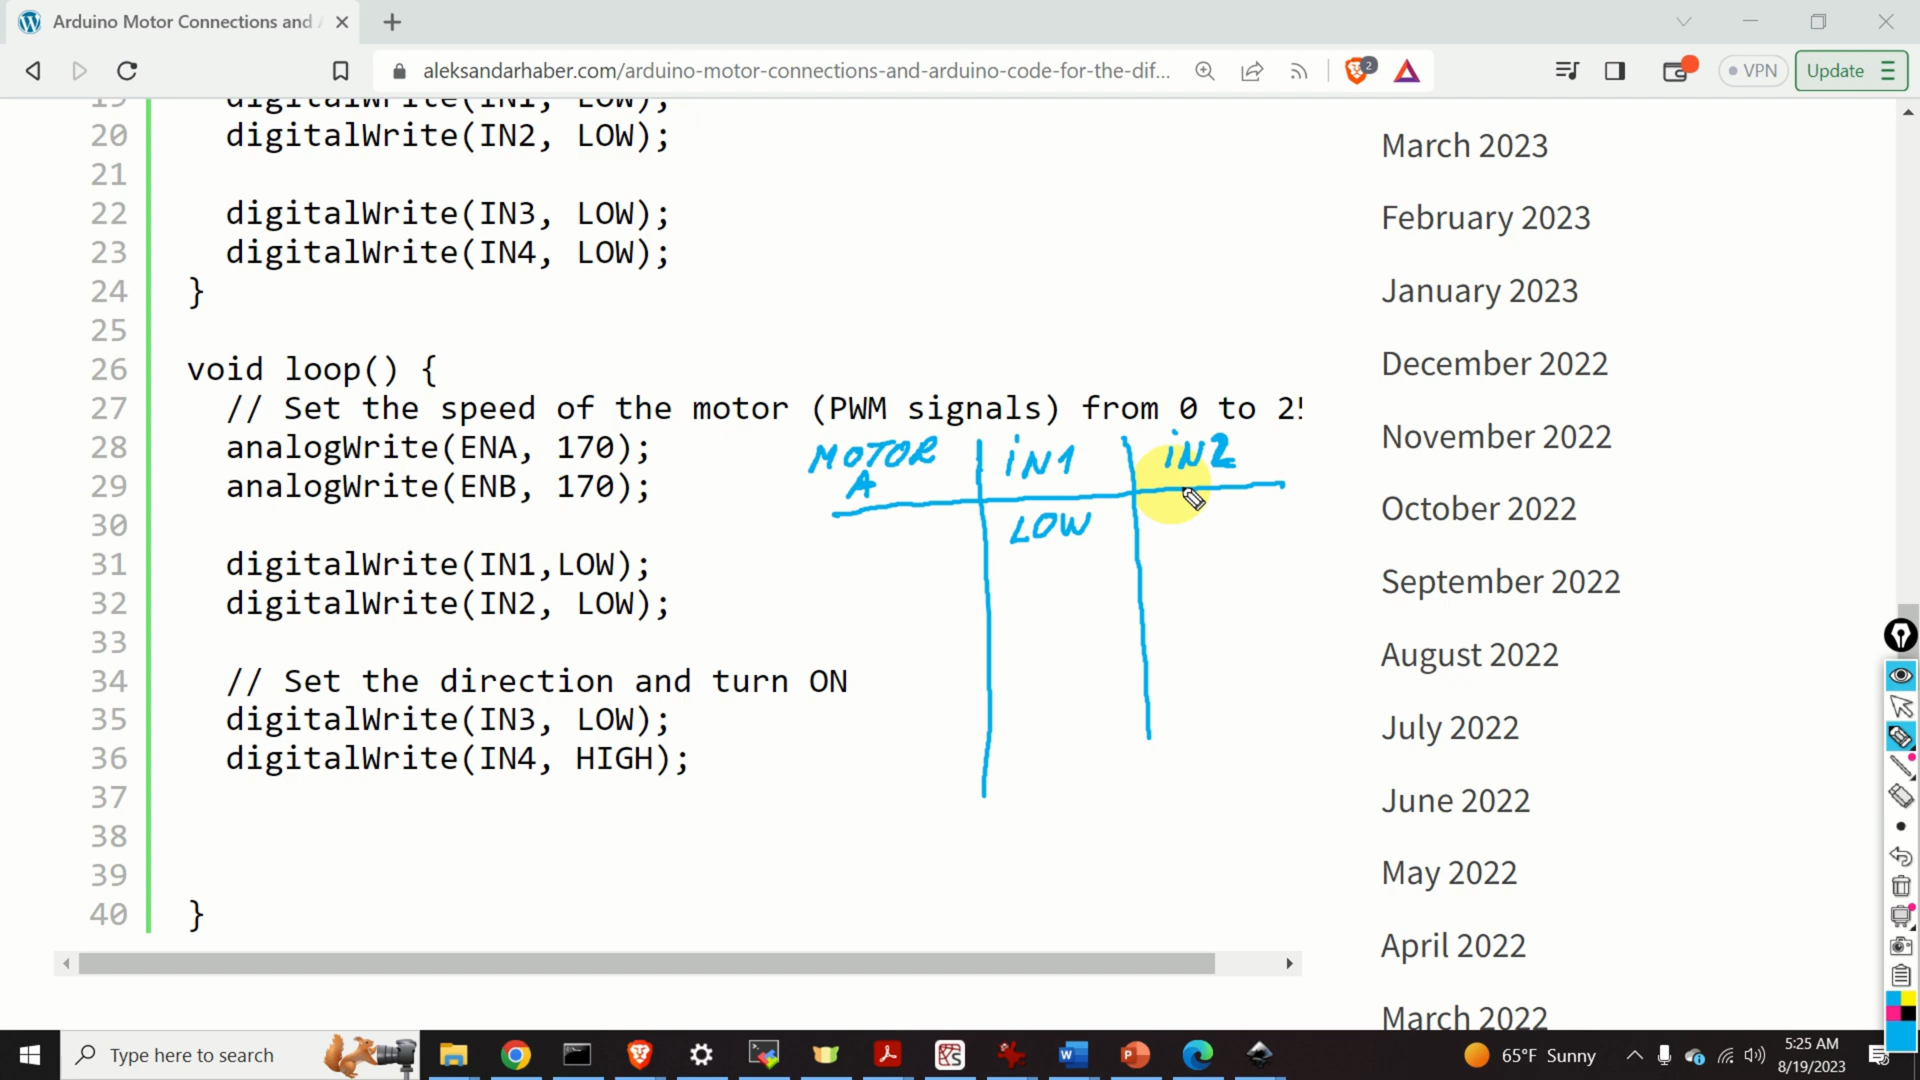 Arduino Motor Connections and
aleksandarhaber.com/arduino-motor-connections-and-arduino-code-for-the-dif...
2
VPN
Update
19 digitalWrite(IN1, LOW);
20 digitalWrite(IN2, LOW);
21
22 digitalWrite(IN3, LOW);
23 digitalWrite(IN4, LOW);
24 }
25
26 void loop() {
27 // Set the speed of the motor (PWM signals) from 0 to 2
28 analogWrite(ENA, 170);
29 analogWrite(ENB, 170);
30
31 digitalWrite(IN1,LOW);
32 digitalWrite(IN2, LOW);
33
34 // Set the direction and turn ON
35 digitalWrite(IN3, LOW);
36 digitalWrite(IN4, HIGH);
37
38
39
40 }
MOTOR iN1 iN2
A
LOW
March 2023
February 2023
January 2023
December 2022
November 2022
October 2022
September 2022
August 2022
July 2022
June 2022
May 2022
April 2022
March 2022
Type here to search
65°F Sunny
5:25 AM
8/19/2023